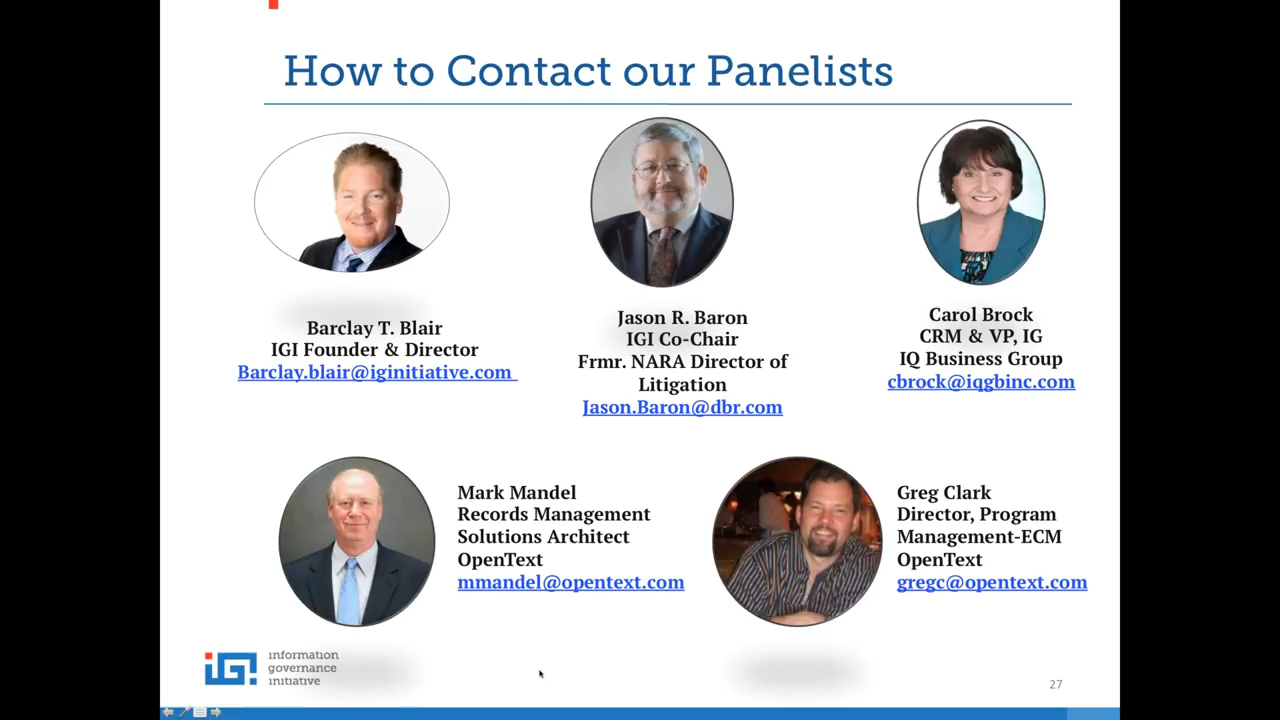 How to Contact our Panelists
Barclay T. Blair
IGI Founder & Director
Barclay.blair@iginitiative.com
Jason R. Baron
IGI Co-Chair
Frmr. NARA Director of
Litigation
Jason.Baron@dbr.com
Carol Brock
CRM & VP, IG
IQ Business Group
cbrock@iqgbinc.com
Mark Mandel
Records Management
Solutions Architect
OpenText
mmandel@opentext.com
Greg Clark
Director, Program
Management-ECM
OpenText
gregc@opentext.com
iGi
information
governance
initiative
27